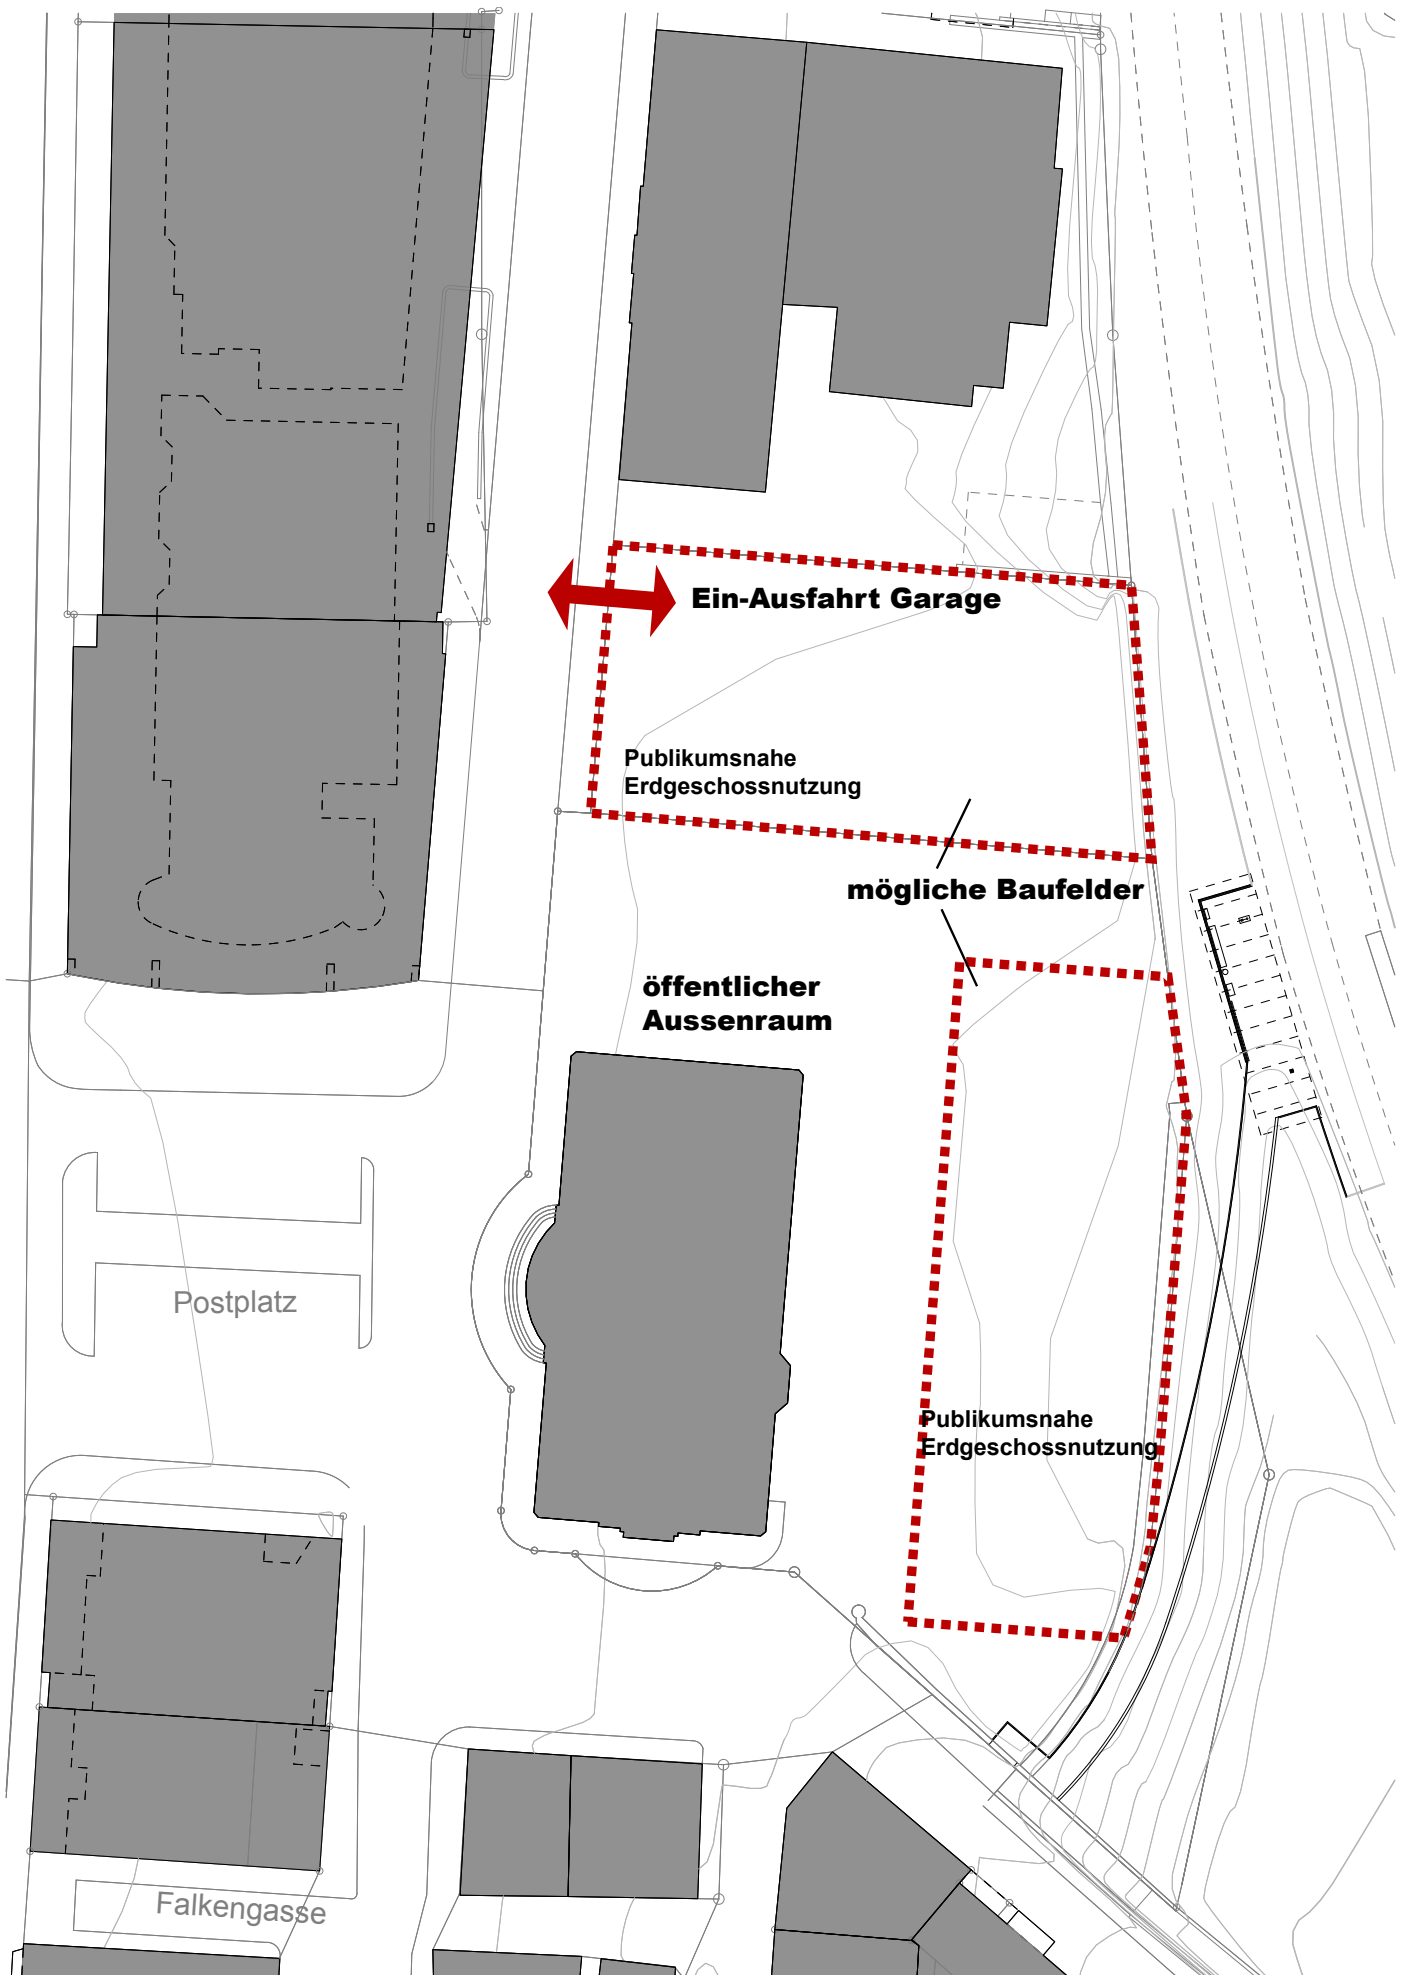 Ein-Ausfahrt Garage
Publikumsnahe
Erdgeschossnutzung
mögliche Baufelder
öffentlicher
Aussenraum
Postplatz
Publikumsnahe
Erdgeschossnutzung
Falkengasse